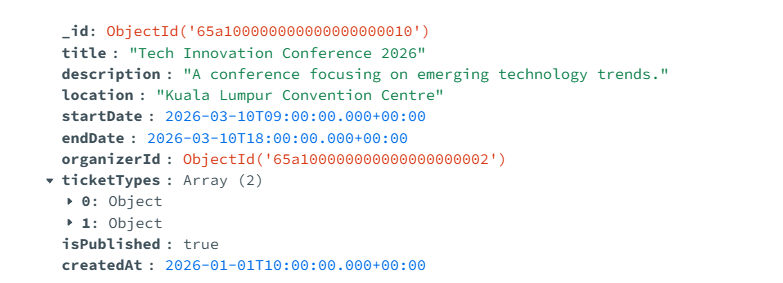 _id: ObjectId('65a100000000000000000010')
title : "Tech Innovation Conference 2026"
description : "A conference focusing on emerging technology trends."
location : "Kuala Lumpur Convention Centre"
startDate : 2026-03-10T09:00:00.000+00:00
endDate : 2026-03-10T18:00:00.000+00:00
organizerId : ObjectId('65a100000000000000000002')
ticketTypes : Array (2)
0: Object
1: Object
isPublished : true
createdAt : 2026-01-01T10:00:00.000+00:00